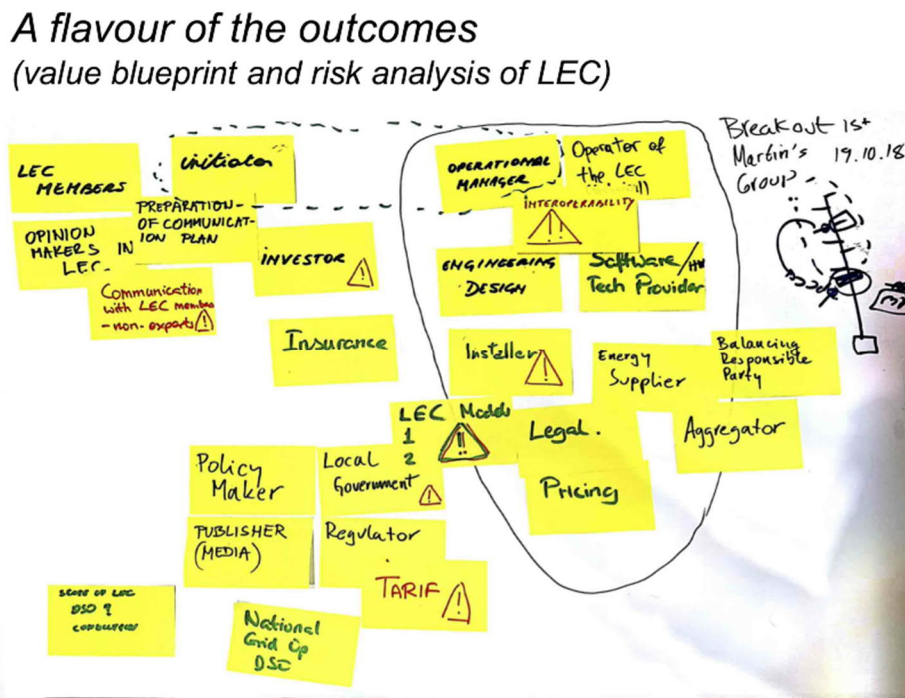 A flavour of the outcomes
(value blueprint and risk analysis of LEC)
Breakout 1st
Martin's 19.10.18
Group
LEC
MEMBERS
initiator
OPERATIONAL
MANAGER
Operator of
the LEC
PREPARATION
OF COMMUNICAT-
ION PLAN
INTEROPERABILITY
!
OPINION
MAKERS IN
LEC.
INVESTOR
!
ENGINEERING
DESIGN
Software/HW
Tech Provider
Communication
with LEC members
- non-experts !
Insurance
Installer
!
Energy
Supplier
Balancing
Responsible
Party
LEC Models
1
2
!!
Legal.
Aggregator
Policy
Maker
Local
Government
!
Pricing
PUBLISHER
(MEDIA)
Regulator
TARIF
!
OF LEC
DSO
National
Grid Op
DSO